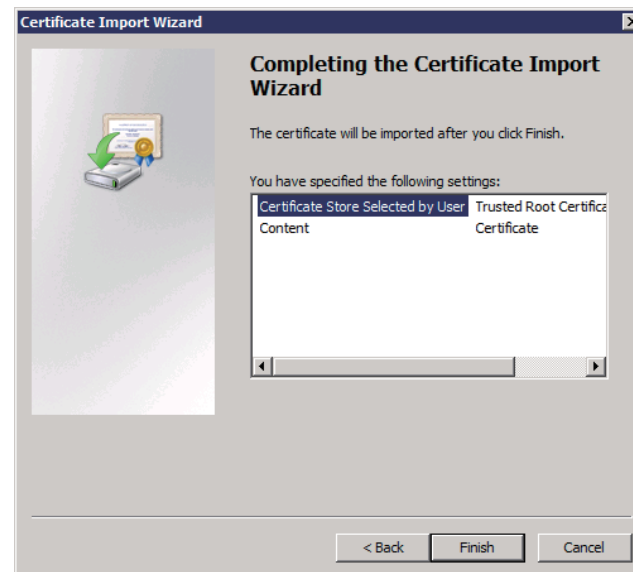 Certificate Import Wizard
Completing the Certificate Import
Wizard
The certificate will be imported after you click Finish.
You have specified the following settings:
Certificate Store Selected by User Trusted Root Certifica
Content Certificate
< Back Finish Cancel